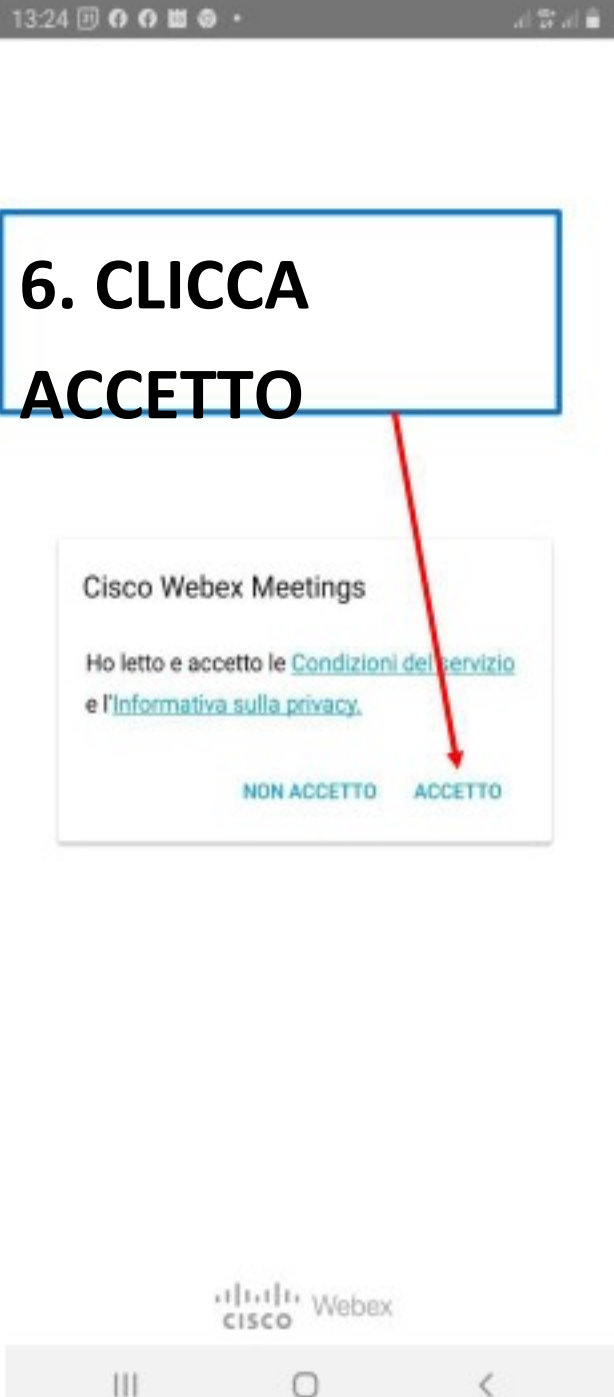 13:24
6. CLICCA
ACCETTO
Cisco Webex Meetings
Ho letto e accetto le Condizioni del servizio
e l'Informativa sulla privacy.
NON ACCETTO ACCETTO
CISCO Webex